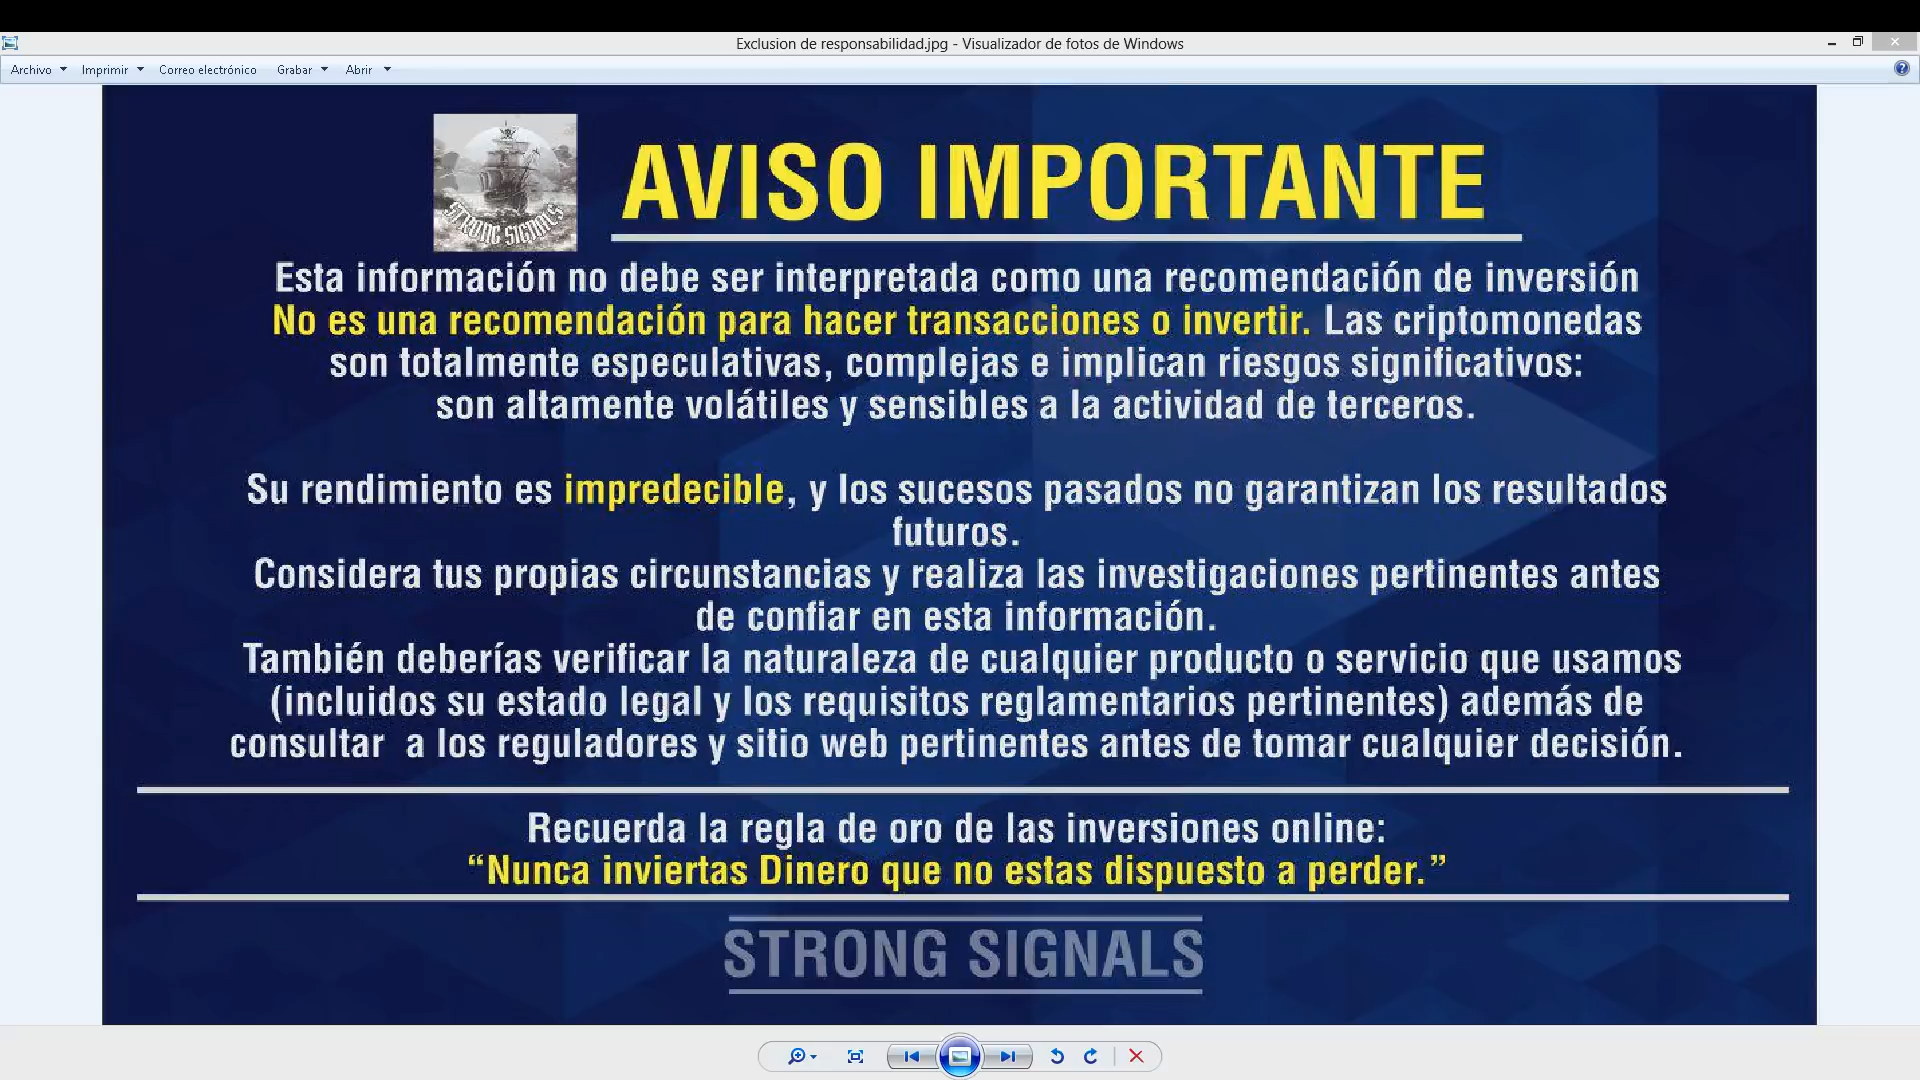 Exclusion de responsabilidad.jpg - Visualizador de fotos de Windows
Archivo Imprimir Correo electrónico Grabar Abrir
STRONG SIGNALS
AVISO IMPORTANTE
Esta información no debe ser interpretada como una recomendación de inversión
No es una recomendación para hacer transacciones o invertir. Las criptomonedas
son totalmente especulativas, complejas e implican riesgos significativos:
son altamente volátiles y sensibles a la actividad de terceros.
Su rendimiento es impredecible, y los sucesos pasados no garantizan los resultados
futuros.
Considera tus propias circunstancias y realiza las investigaciones pertinentes antes
de confiar en esta información.
También deberías verificar la naturaleza de cualquier producto o servicio que usamos
(incluidos su estado legal y los requisitos reglamentarios pertinentes) además de
consultar  a los reguladores y sitio web pertinentes antes de tomar cualquier decisión.
Recuerda la regla de oro de las inversiones online:
“Nunca inviertas Dinero que no estas dispuesto a perder.”
STRONG SIGNALS